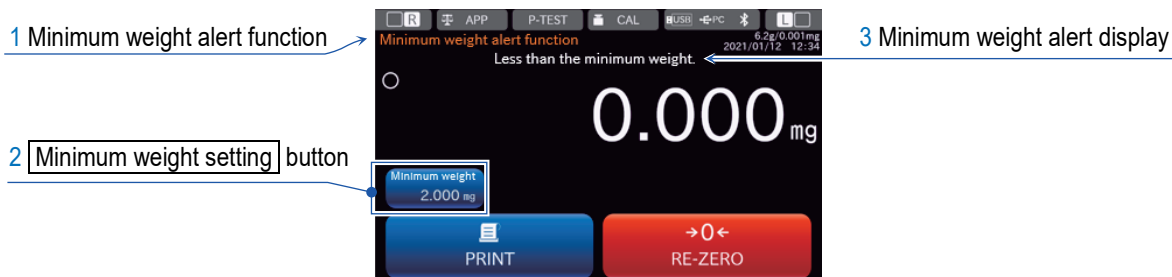 1 Minimum weight alert function
2 Minimum weight setting button
R APP P-TEST CAL USB PC L
Minimum weight alert function
6.2g/0.001mg
2021/01/12 12:34
Less than the minimum weight.
0.000 mg
Minimum weight
2.000 mg
PRINT
→0←
RE-ZERO
3 Minimum weight alert display